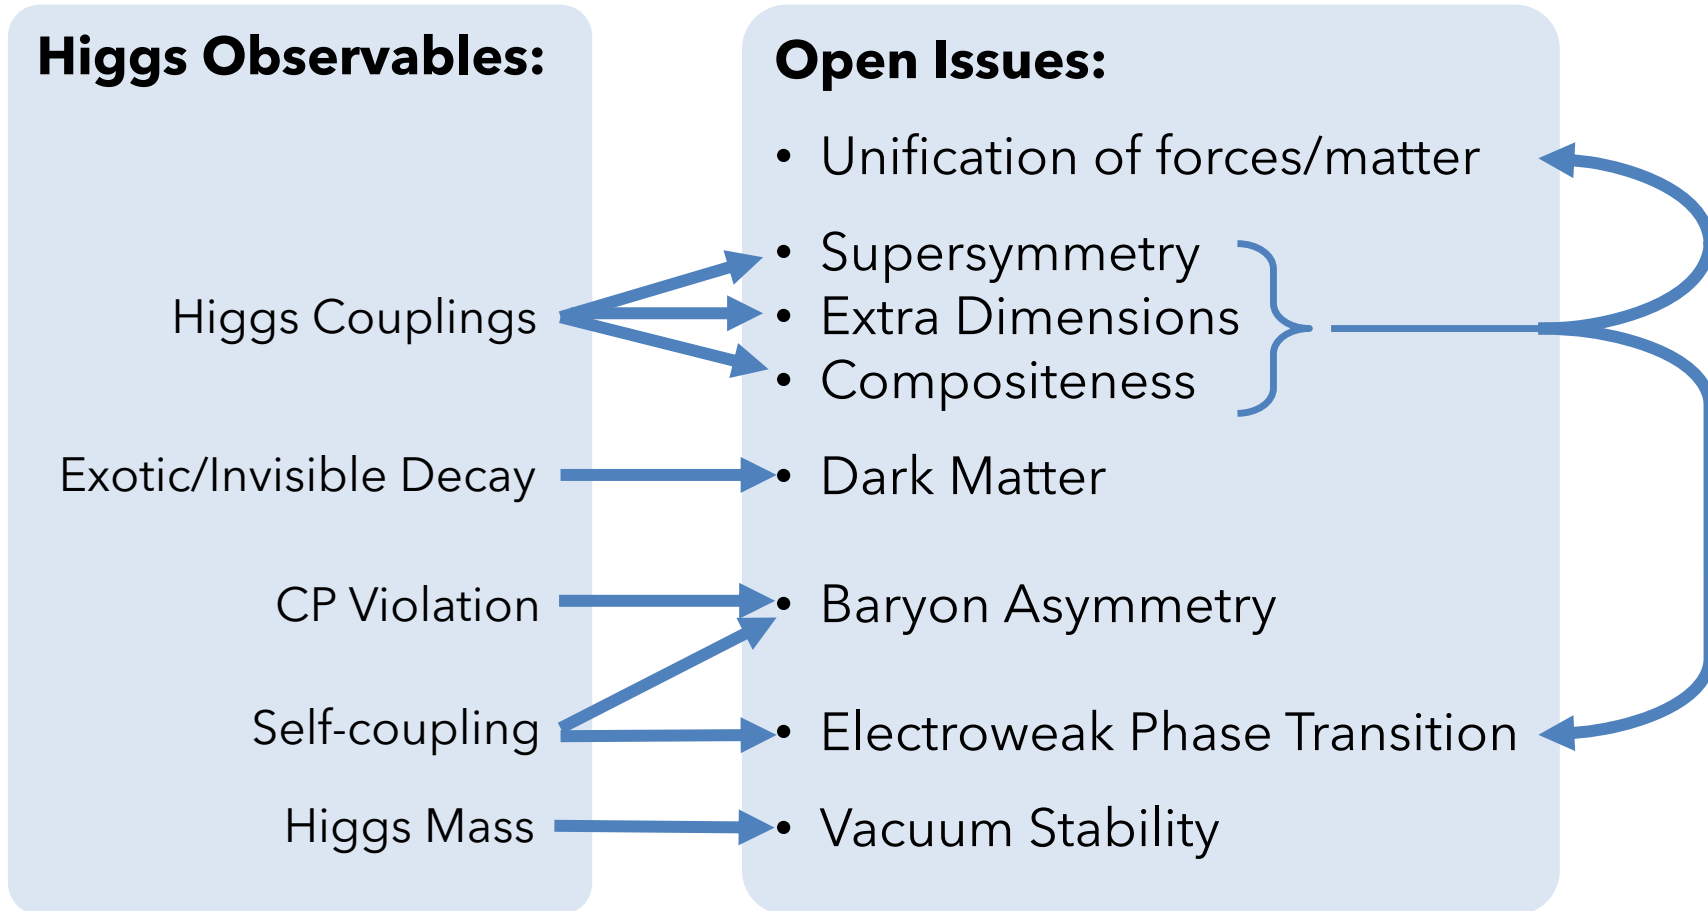 Higgs Observables:
Higgs Couplings
Exotic/Invisible Decay
CP Violation
Self-coupling
Higgs Mass
Open Issues:
• Unification of forces/matter
• Supersymmetry
• Extra Dimensions
• Compositeness
• Dark Matter
• Baryon Asymmetry
• Electroweak Phase Transition
• Vacuum Stability